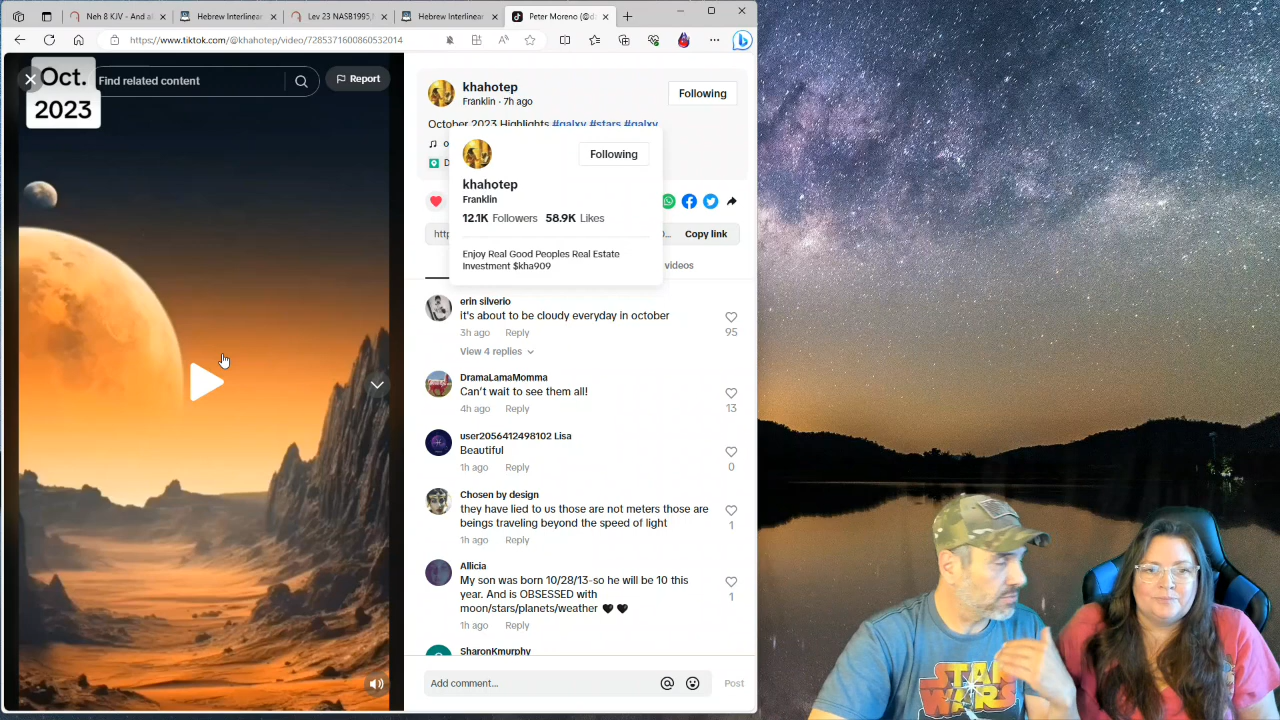 Neh 8 KJV - And al
Hebrew Interlinea
Lev 23 NASB1995,
Hebrew Interlinea
Peter Moreno (@d
https://www.tiktok.com/@khahotep/video/7285371600860532014
Oct.
2023
Find related content
Report
khahotep
Franklin · 7h ago
Following
October 2023 Highlights #galxy #stars #galxy
khahotep
Franklin
Following
12.1K Followers 58.9K Likes
Enjoy Real Good Peoples Real Estate
Investment $kha909
Copy link
videos
erin silverio
it's about to be cloudy everyday in october
3h ago Reply
95
View 4 replies
DramaLamaMomma
Can't wait to see them all!
4h ago Reply
13
user2056412498102 Lisa
Beautiful
1h ago Reply
0
Chosen by design
they have lied to us those are not meters those are
beings traveling beyond the speed of light
1h ago Reply
1
Allicia
My son was born 10/28/13-so he will be 10 this
year. And is OBSESSED with
moon/stars/planets/weather 🖤🖤
1h ago Reply
1
SharonKmurphy
Add comment...
Post